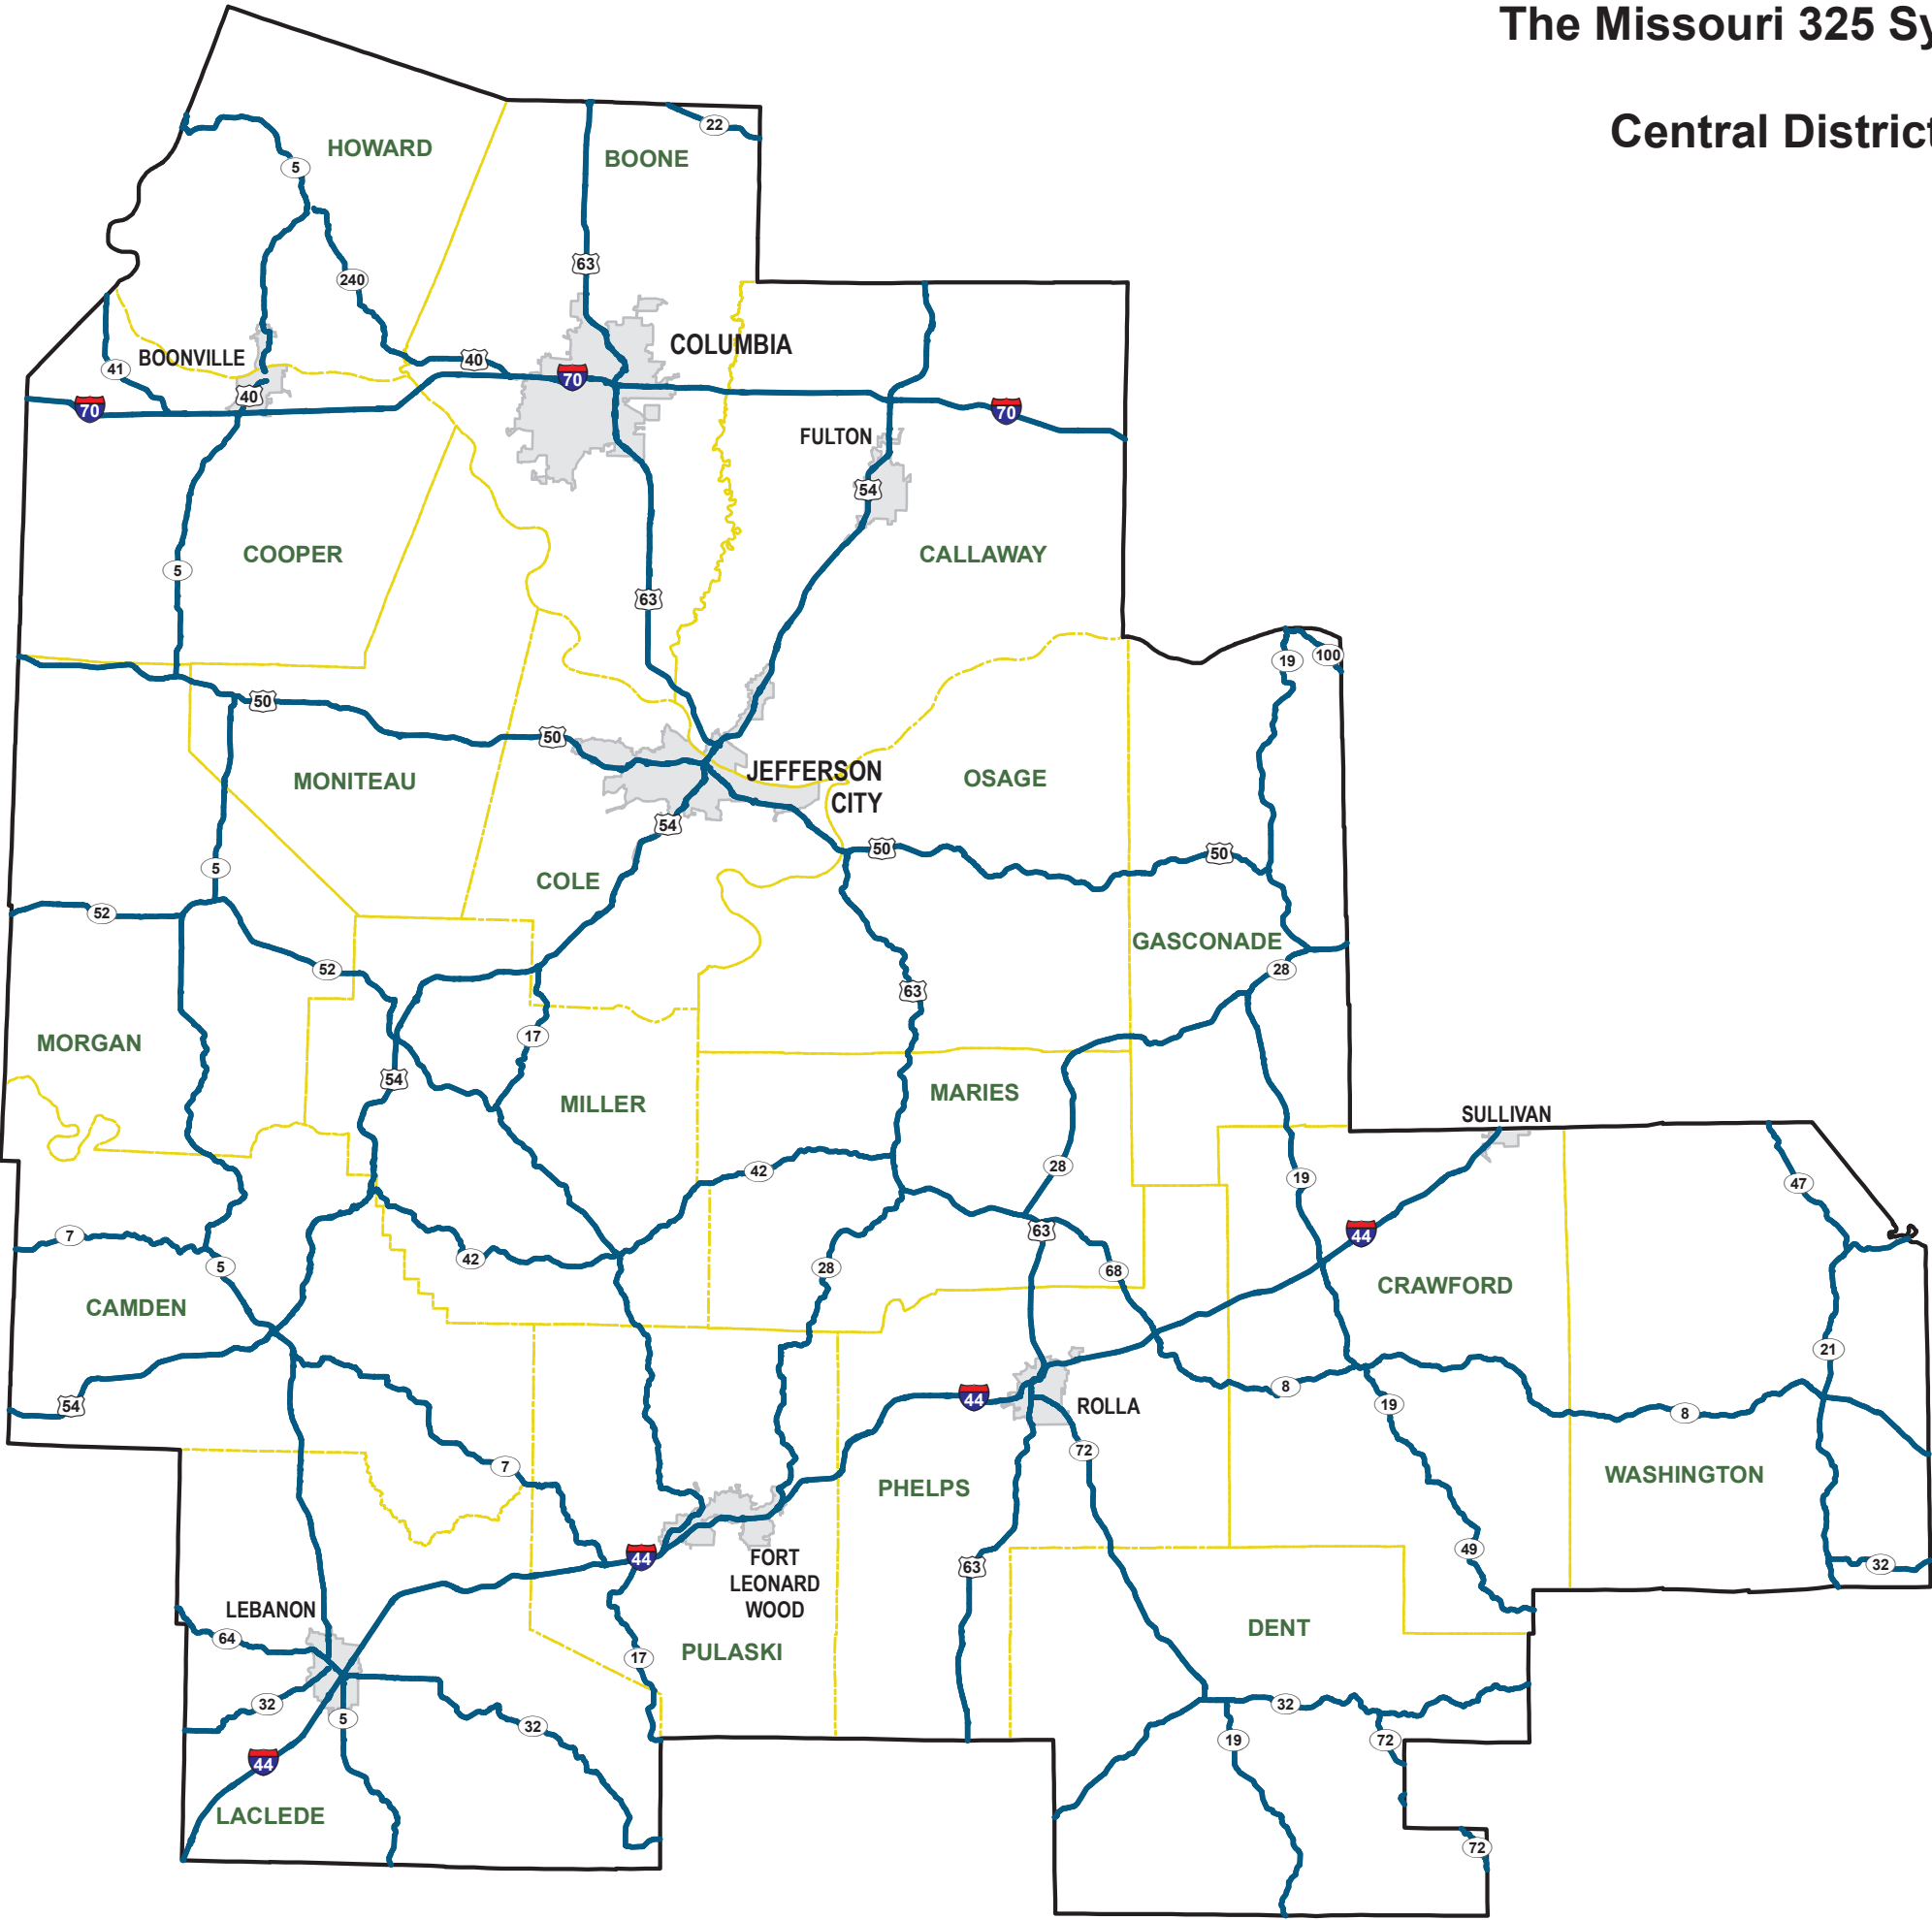 The Missouri 325 Sy
Central District
HOWARD
BOONE
22
5
63
240
COLUMBIA
BOONVILLE
40
41
70
40
70
70
FULTON
54
COOPER
CALLAWAY
5
63
19
100
50
50
JEFFERSON
CITY
MONITEAU
OSAGE
54
50
50
5
COLE
52
GASCONADE
52
28
63
17
MORGAN
54
MARIES
MILLER
SULLIVAN
28
42
19
47
7
63
44
42
5
28
68
CRAWFORD
CAMDEN
21
8
44
54
ROLLA
19
8
72
7
PHELPS
WASHINGTON
49
44
FORT
LEONARD
WOOD
63
32
LEBANON
64
DENT
PULASKI
17
32
5
32
32
19
72
44
LACLEDE
72